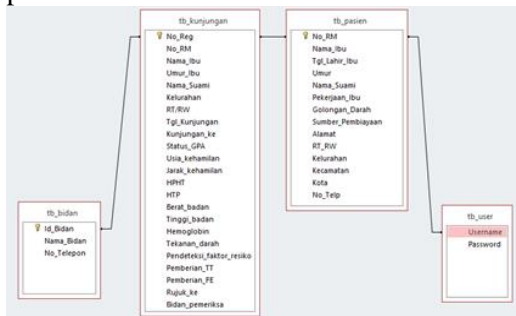 tb_kunjungan
No_Reg
No_RM
Nama_Ibu
Umur_Ibu
Nama_Suami
Kelurahan
RT/RW
Tgl_Kunjungan
Kunjungan_ke
Status_GPA
Usia_kehamilan
Jarak_kehamilan
HPHT
HTP
Berat_badan
Tinggi_badan
Hemoglobin
Tekanan_darah
Pendeteksi_faktor_resiko
Pemberian_TT
Pemberian_FE
Rujuk_ke
Bidan_pemeriksa
tb_pasien
No_RM
Nama_Ibu
Tgl_Lahir_Ibu
Umur
Nama_Suami
Pekerjaan_Ibu
Golongan_Darah
Sumber_Pembiayaan
Alamat
RT_RW
Kelurahan
Kecamatan
Kota
No_Telp
tb_bidan
Id_Bidan
Nama_Bidan
No_Telepon
tb_user
Username
Password